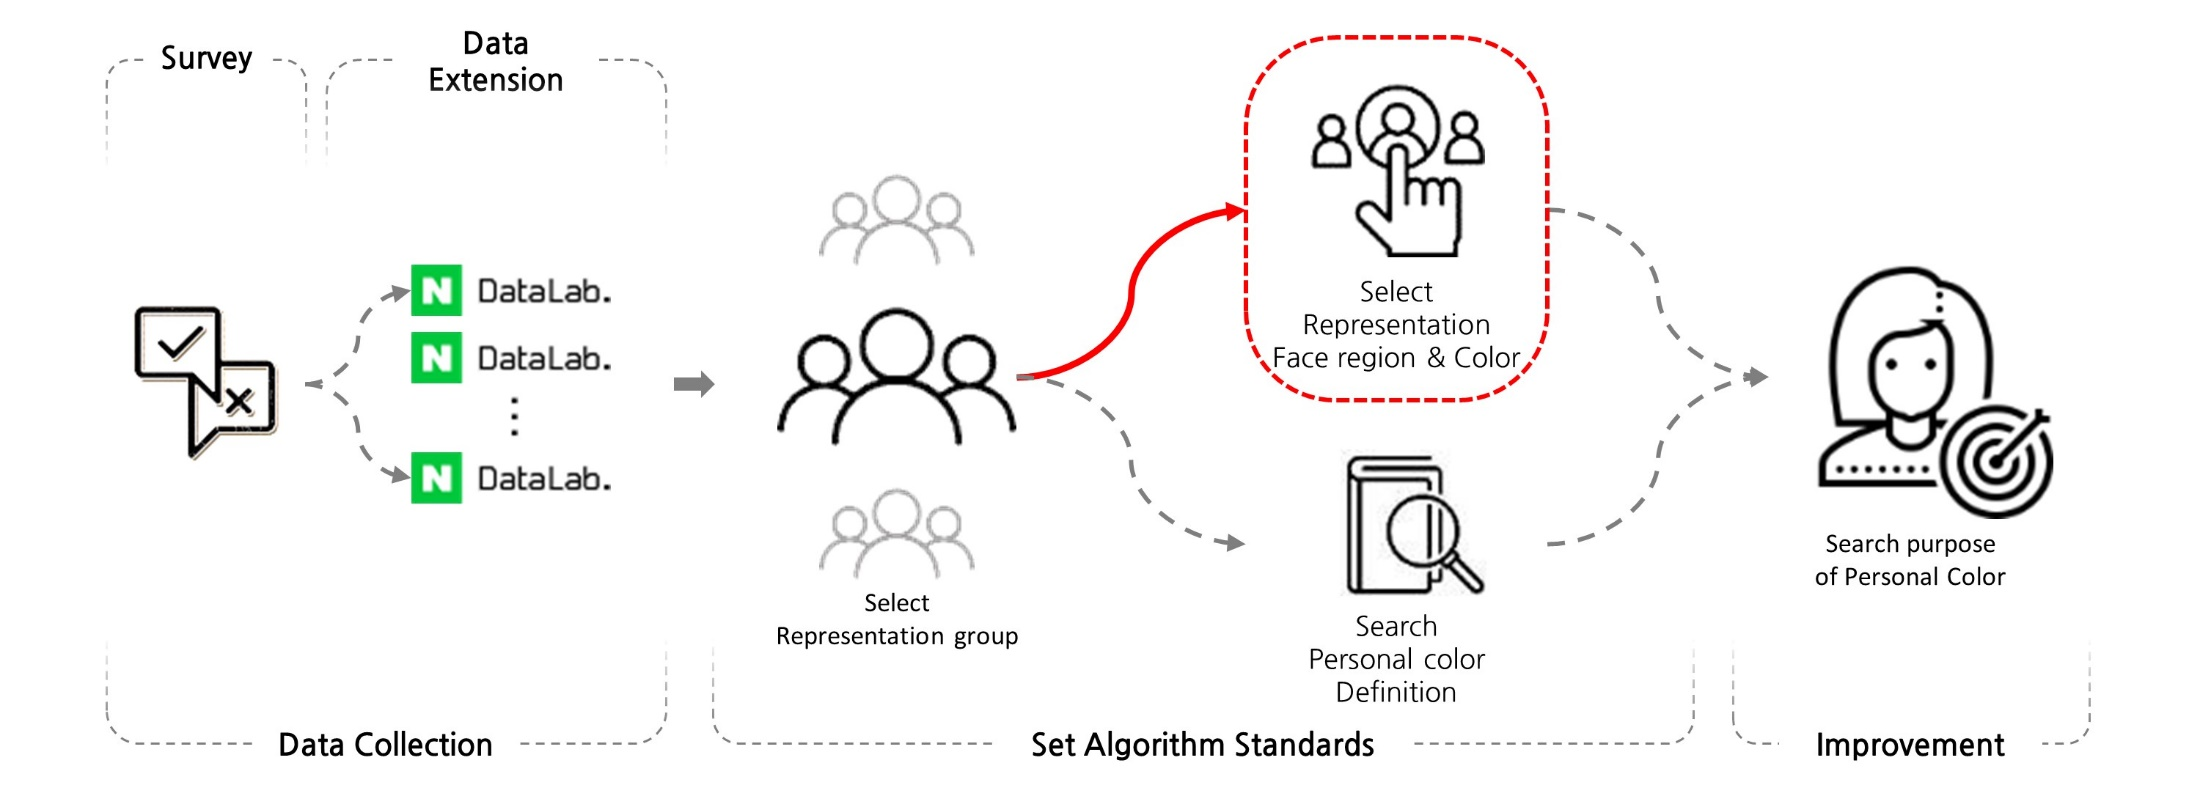 Survey
Data
Extension
N DataLab.
N DataLab.
N DataLab.
Select
Representation group
Select
Representation
Face region & Color
Search
Personal color
Definition
Search purpose
of Personal Color
Data Collection
Set Algorithm Standards
Improvement